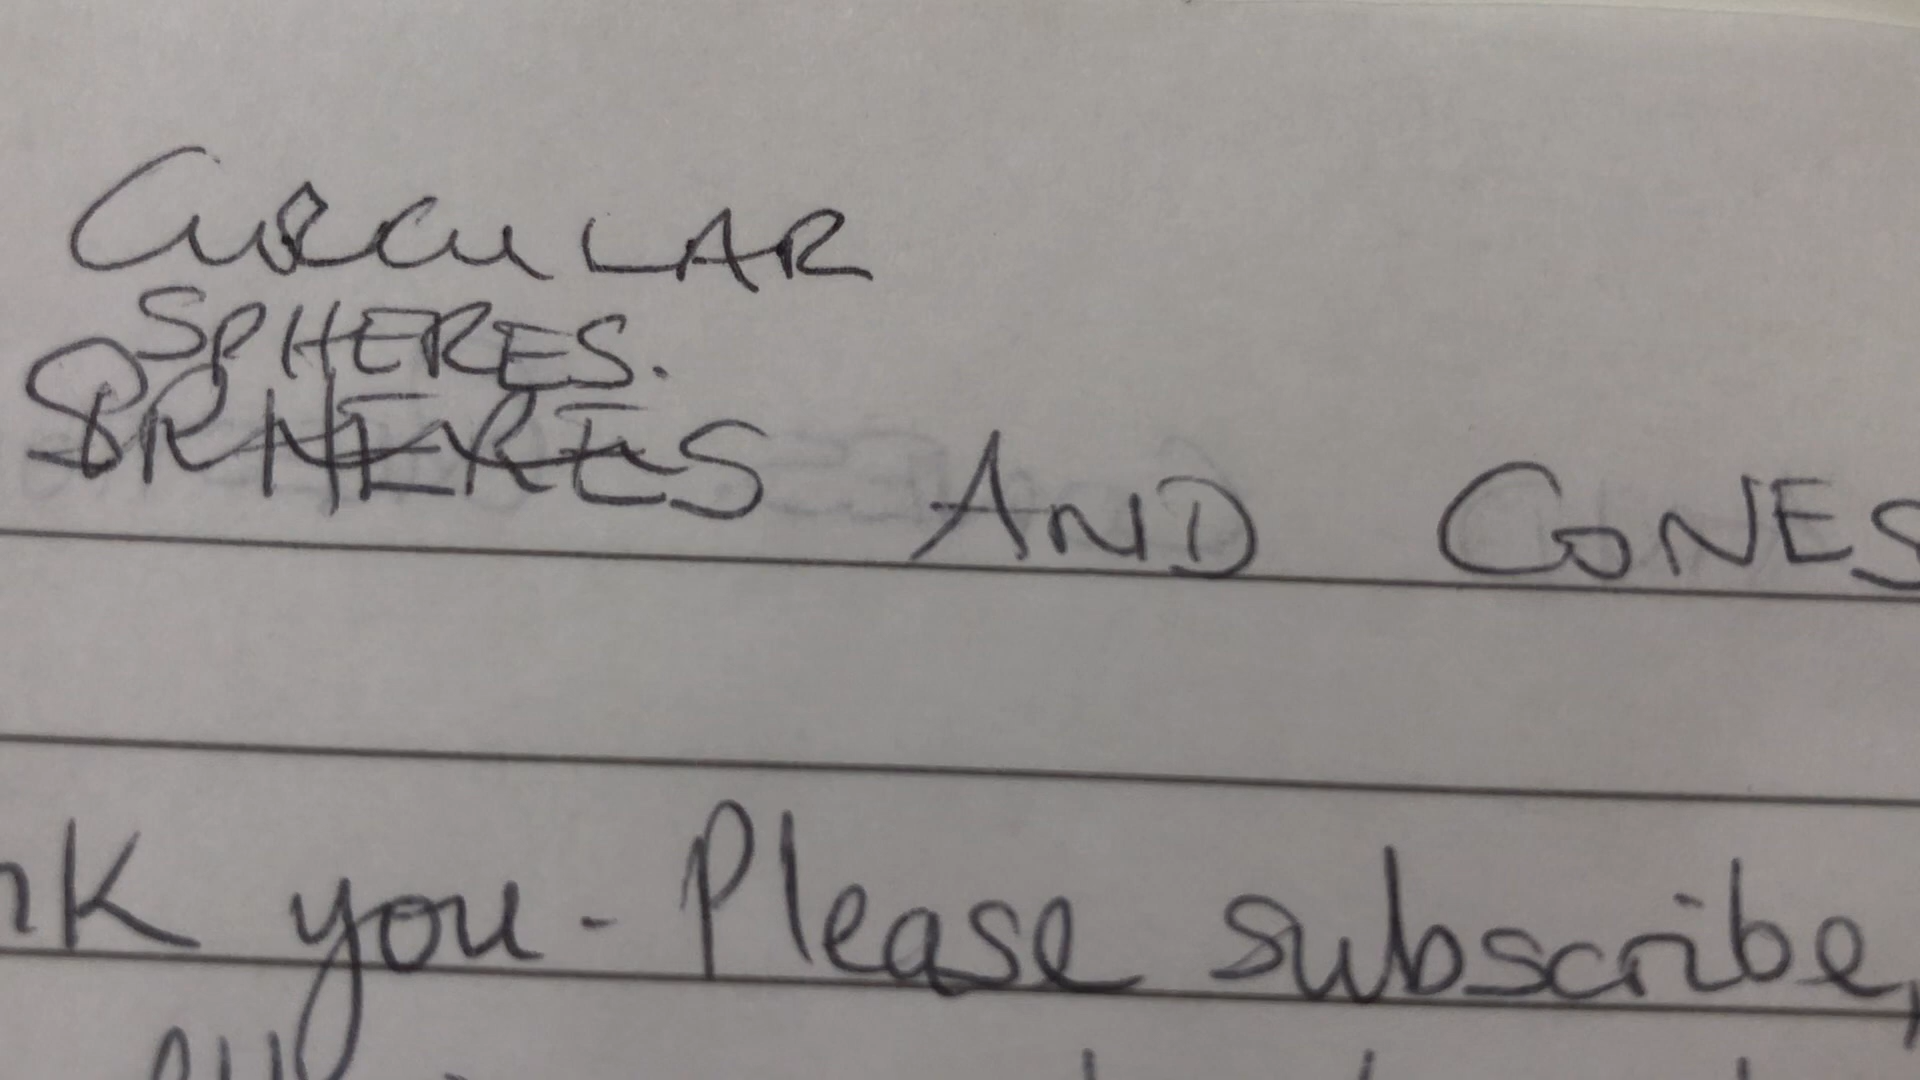 CIRCULAR
SPHERES.
SPHERES AND CONES
nk you - Please subscribe,